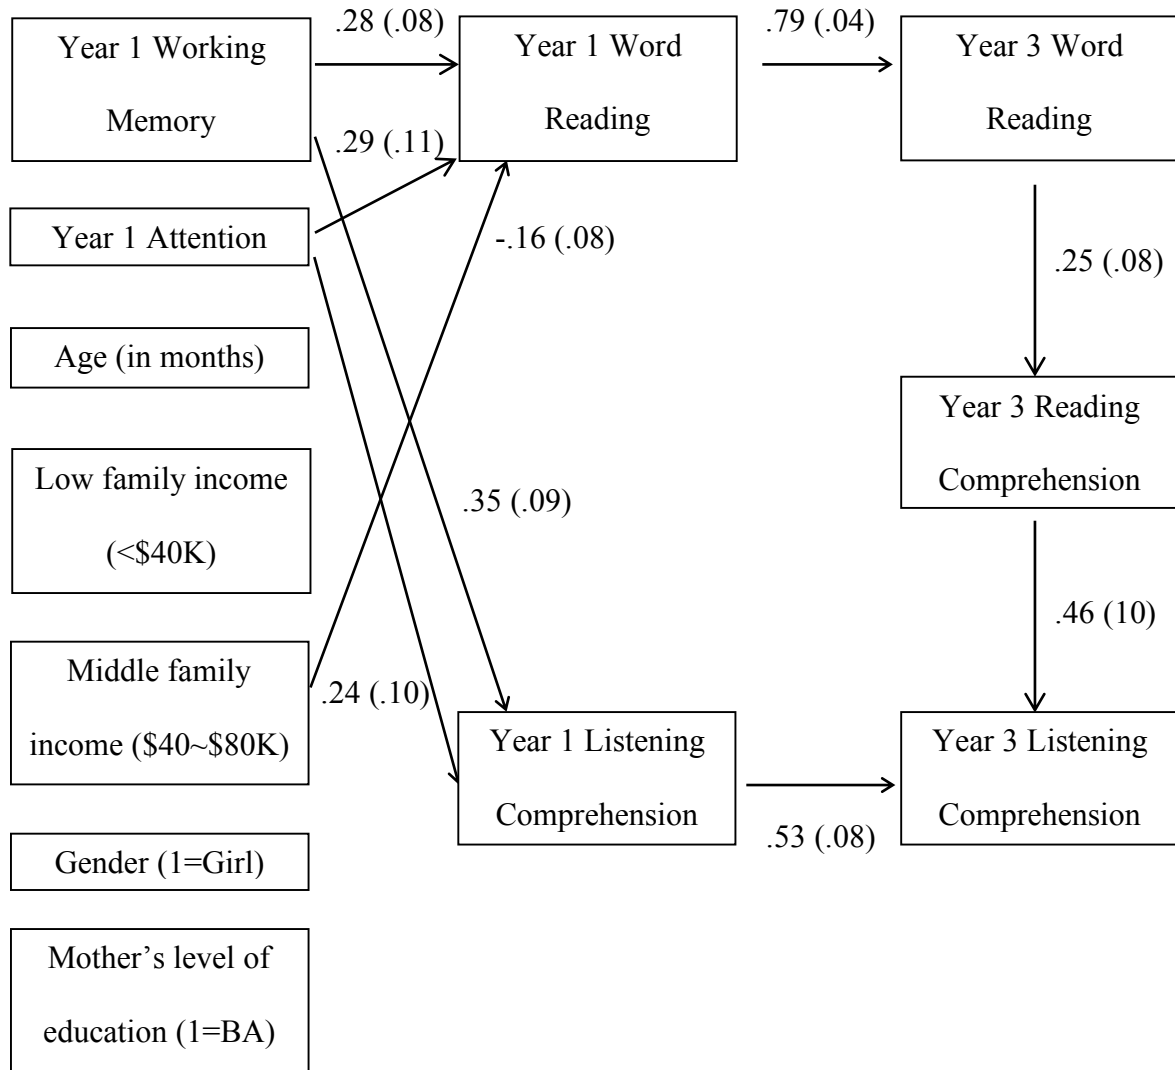 Year 1 Working
Memory
.28 (.08)
Year 1 Word
Reading
.79 (.04)
Year 3 Word
Reading
.29 (.11)
Year 1 Attention
-.16 (.08)
.25 (.08)
Age (in months)
Year 3 Reading
Comprehension
Low family income
(<$40K)
.35 (.09)
.46 (10)
Middle family
income ($40~$80K)
.24 (.10)
Year 1 Listening
Comprehension
.53 (.08)
Year 3 Listening
Comprehension
Gender (1=Girl)
Mother’s level of
education (1=BA)